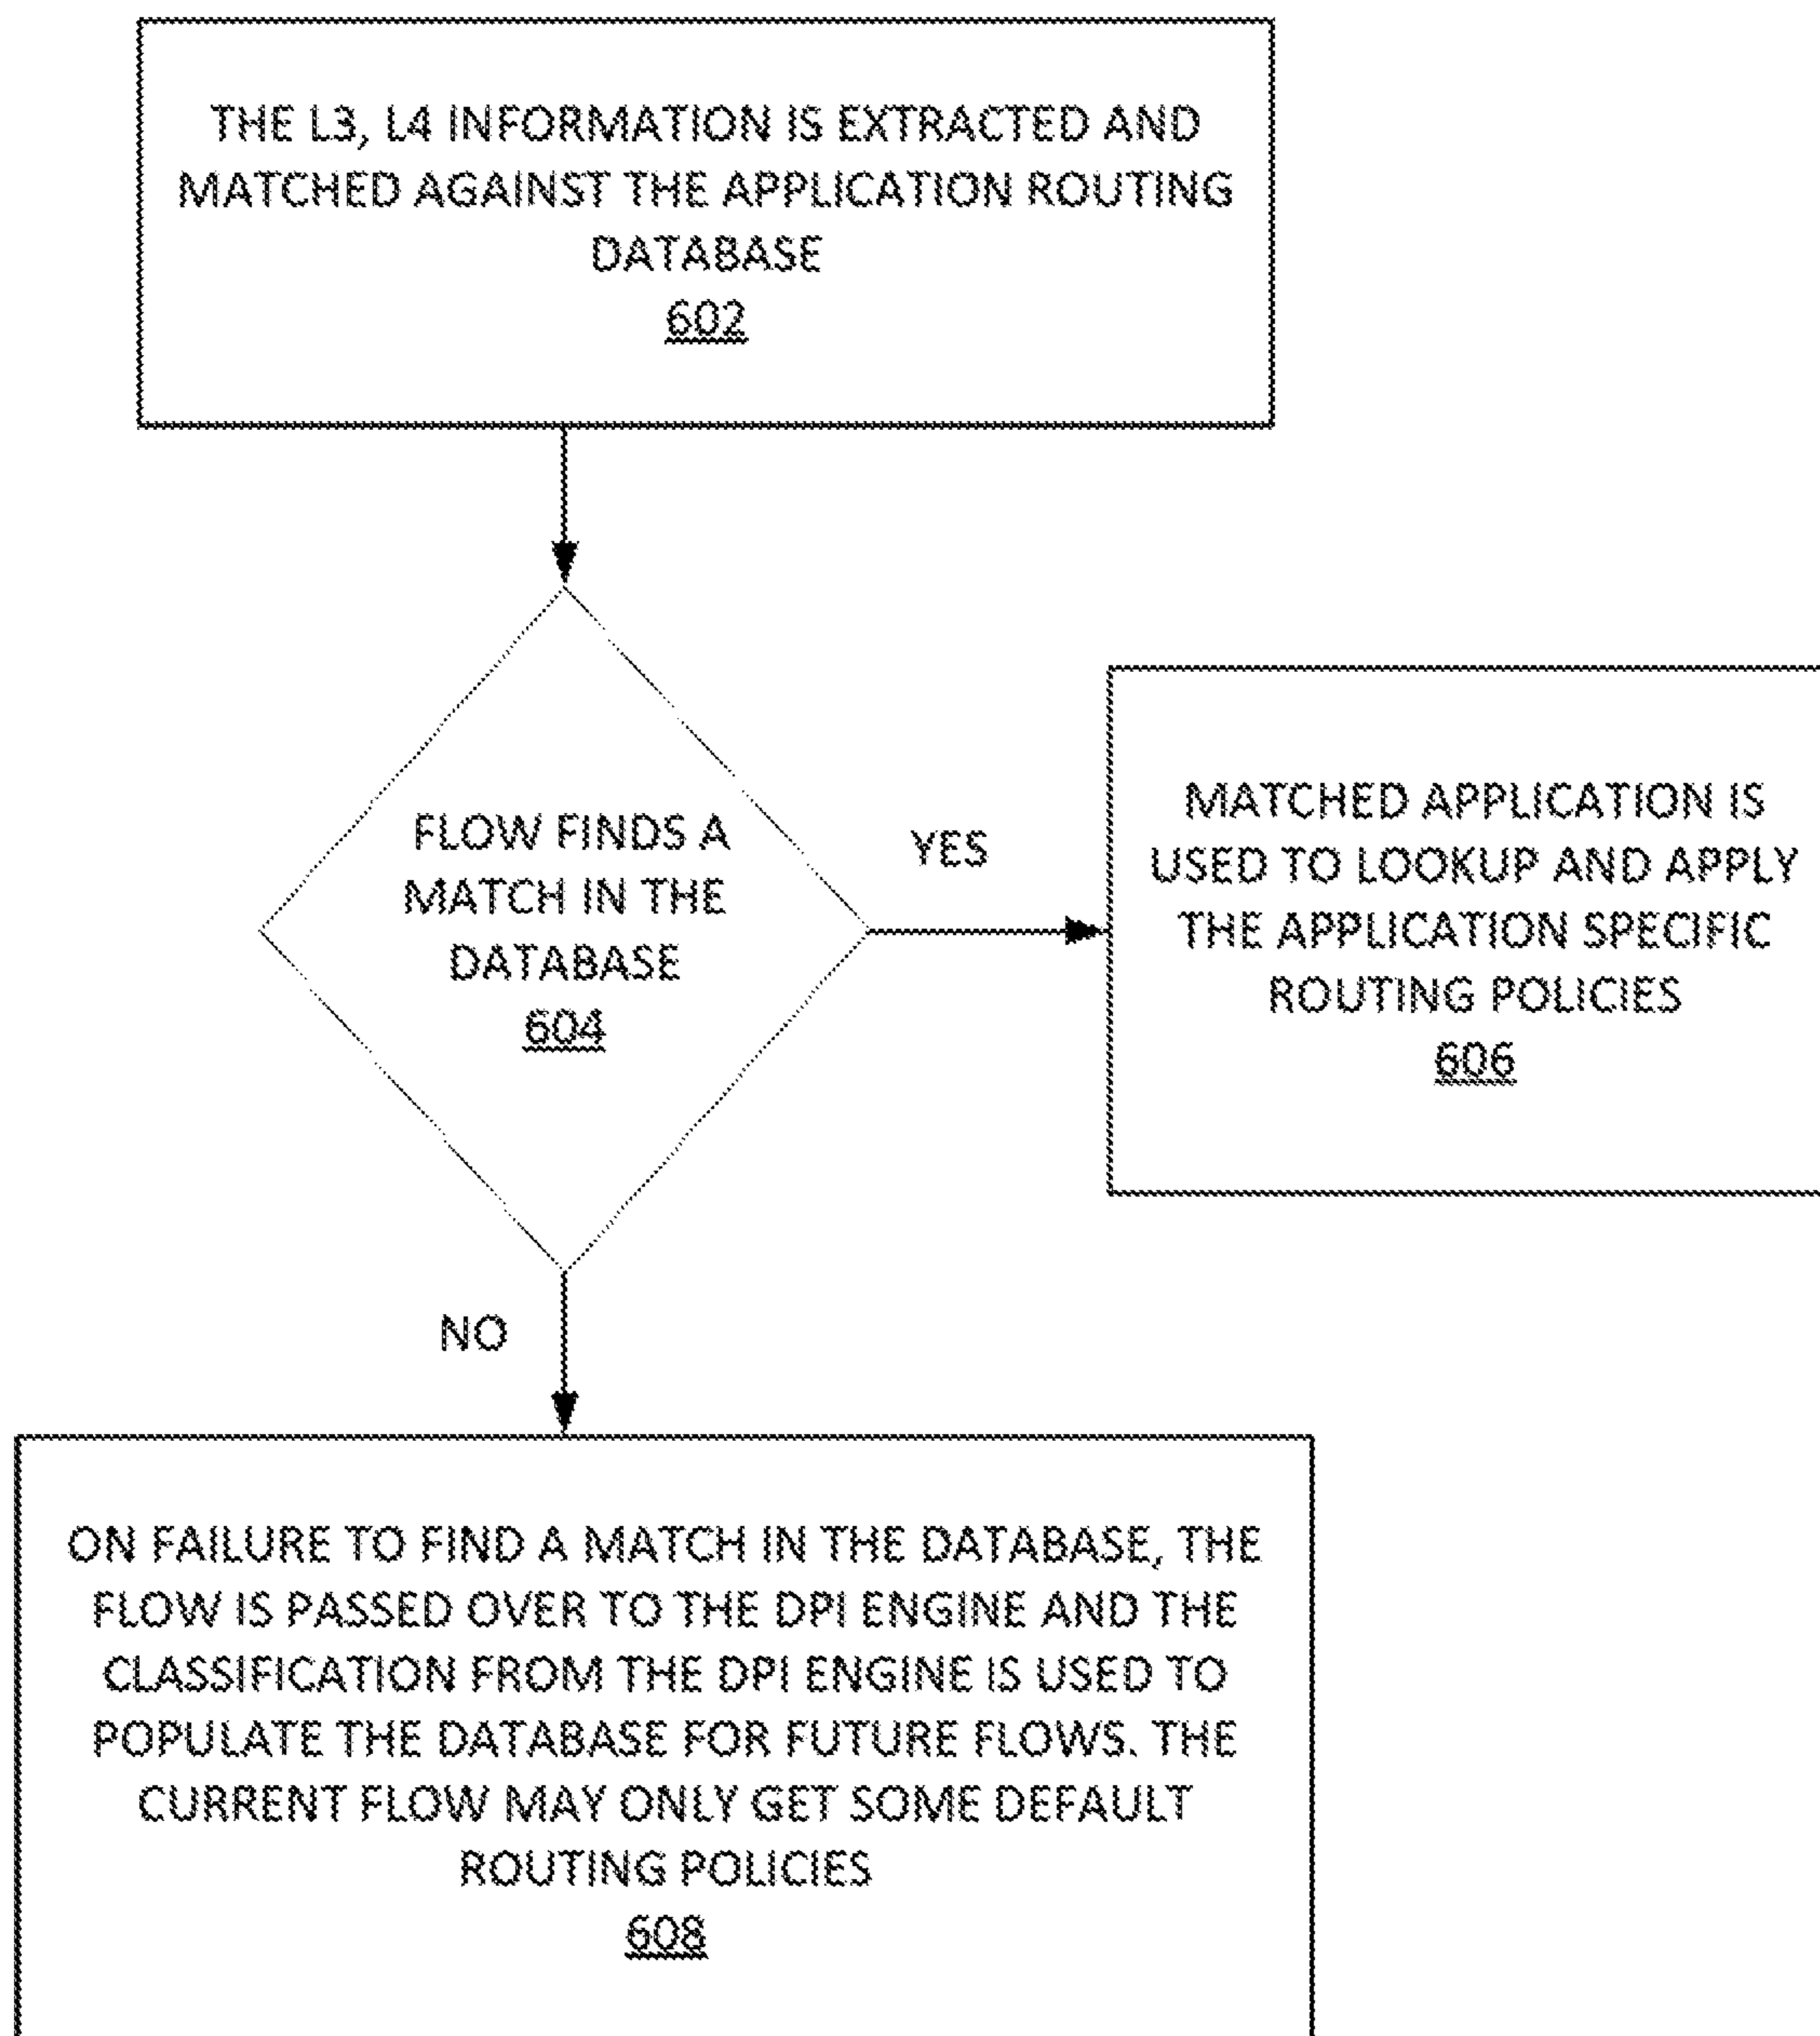 THE L3, L4 INFORMATION IS EXTRACTED AND
MATCHED AGAINST THE APPLICATION ROUTING
DATABASE
602
FLOW FINDS A
MATCH IN THE
DATABASE
604
YES
MATCHED APPLICATION IS
USED TO LOOKUP AND APPLY
THE APPLICATION SPECIFIC
ROUTING POLICIES
606
NO
ON FAILURE TO FIND A MATCH IN THE DATABASE, THE
FLOW IS PASSED OVER TO THE DPI ENGINE AND THE
CLASSIFICATION FROM THE DPI ENGINE IS USED TO
POPULATE THE DATABASE FOR FUTURE FLOWS. THE
CURRENT FLOW MAY ONLY GET SOME DEFAULT
ROUTING POLICIES
608